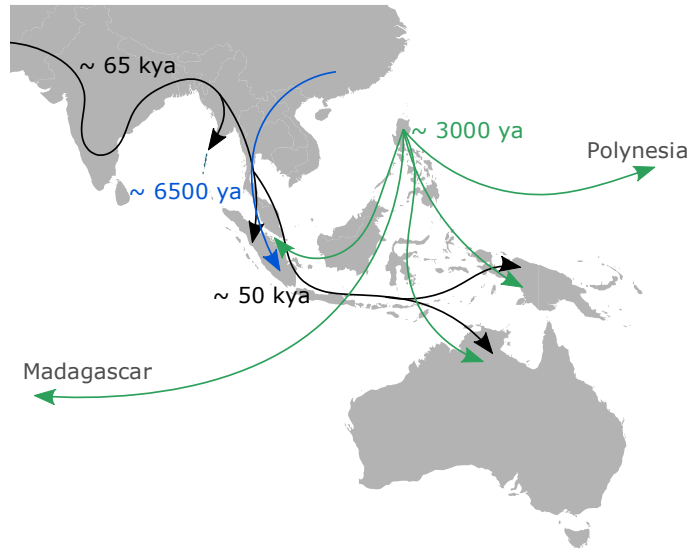 ~ 65 kya
~ 3000 ya
Polynesia
~ 6500 ya
~ 50 kya
Madagascar